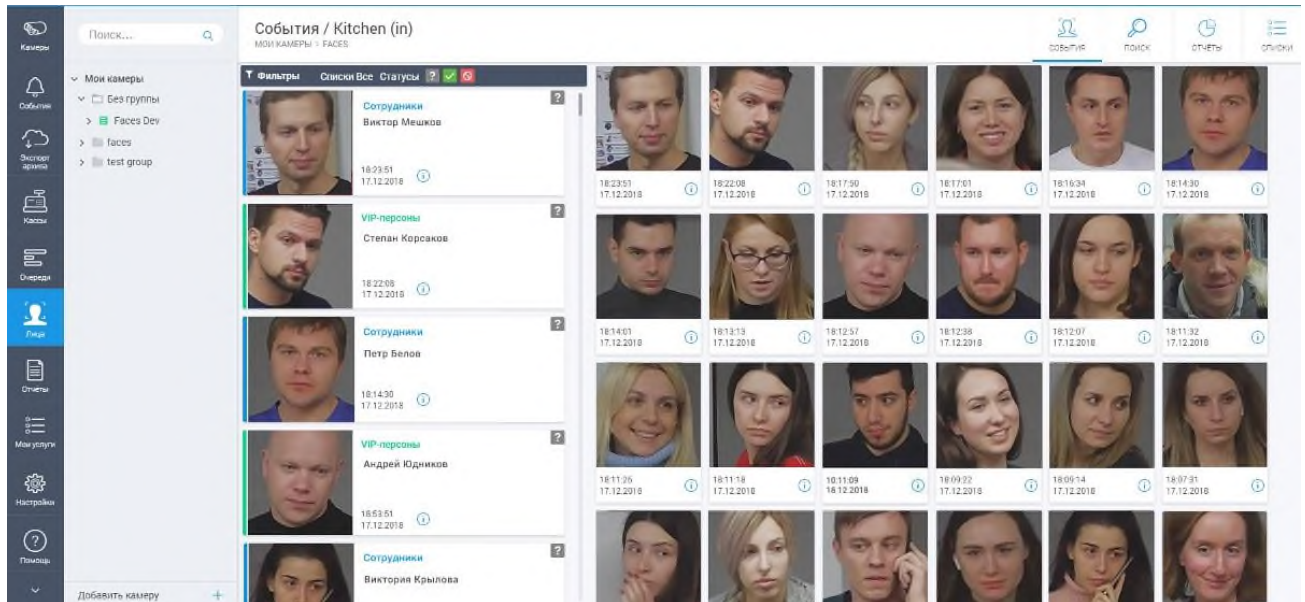 Камеры
События
Экспорт
архива
Кассы
Очереди
Лица
Отчёты
Мои услуги
Настройки
Помощь
Поиск...
Мои камеры
Без группы
Faces Dev
faces
test group
Добавить камеру
События / Kitchen (in)
МОИ КАМЕРЫ > FACES
СОБЫТИЯ
ПОИСК
ОТЧЁТЫ
СПИСКИ
Фильтры Списки Все Статусы ?
Сотрудники
?
Виктор Мешков
18:23:51
17.12.2018
VIP-персоны
?
Степан Корсаков
18:22:08
17.12.2018
Сотрудники
?
Петр Белов
18:14:30
17.12.2018
VIP-персоны
?
Андрей Юдников
18:53:51
17.12.2018
Сотрудники
?
Виктория Крылова
18:23:51
17.12.2018
18:22:08
17.12.2018
18:17:50
17.12.2018
18:17:01
17.12.2018
18:16:34
17.12.2018
18:14:30
17.12.2018
18:14:01
17.12.2018
18:13:13
17.12.2018
18:12:57
17.12.2018
18:12:38
17.12.2018
18:12:07
17.12.2018
18:11:32
17.12.2018
18:11:26
17.12.2018
18:11:18
17.12.2018
10:11:09
18.12.2018
18:09:22
17.12.2018
18:09:14
17.12.2018
18:07:31
17.12.2018